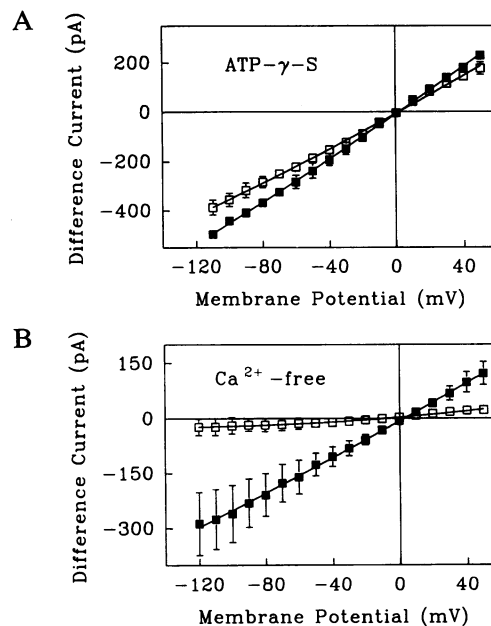 A
Difference Current (pA)
200
0
-200
-400
ATP-γ-S
-120
-80
-40
0
40
Membrane Potential (mV)
B
Difference Current (pA)
150
0
-150
-300
Ca²⁺ -free
-120
-80
-40
0
40
Membrane Potential (mV)